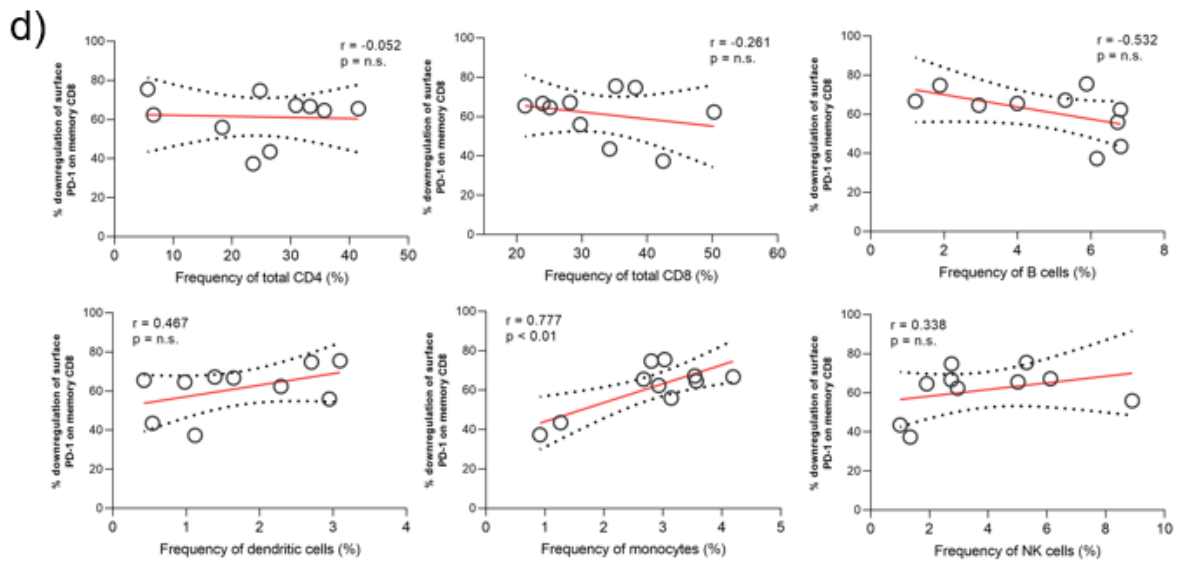 d)
r = -0.052
p = n.s.
% downregulation of surface
PD-1 on memory CD8
100
80
60
40
20
0
0 10 20 30 40 50
Frequency of total CD4 (%)
r = -0.261
p = n.s.
% downregulation of surface
PD-1 on memory CD8
100
80
60
40
20
0
20 30 40 50 60
Frequency of total CD8 (%)
r = -0.532
p = n.s.
% downregulation of surface
PD-1 on memory CD8
100
80
60
40
20
0
0 2 4 6 8
Frequency of B cells (%)
r = 0.467
p = n.s.
% downregulation of surface
PD-1 on memory CD8
100
80
60
40
20
0
0 1 2 3 4
Frequency of dendritic cells (%)
r = 0.777
p < 0.01
% downregulation of surface
PD-1 on memory CD8
100
80
60
40
20
0
0 1 2 3 4 5
Frequency of monocytes (%)
r = 0.338
p = n.s.
% downregulation of surface
PD-1 on memory CD8
100
80
60
40
20
0
0 2 4 6 8 10
Frequency of NK cells (%)